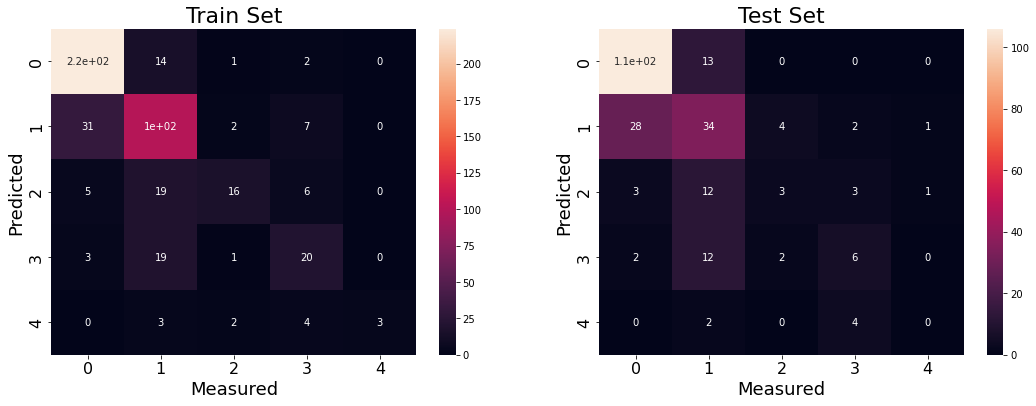 Train Set
0 2.2e+02 14 1 2 0
1 31 1e+02 2 7 0
2 5 19 16 6 0
3 3 19 1 20 0
4 0 3 2 4 3
0 1 2 3 4
Predicted
Measured
200
175
150
125
100
75
50
25
0
Test Set
0 1.1e+02 13 0 0 0
1 28 34 4 2 1
2 3 12 3 3 1
3 2 12 2 6 0
4 0 2 0 4 0
0 1 2 3 4
Predicted
Measured
100
80
60
40
20
0